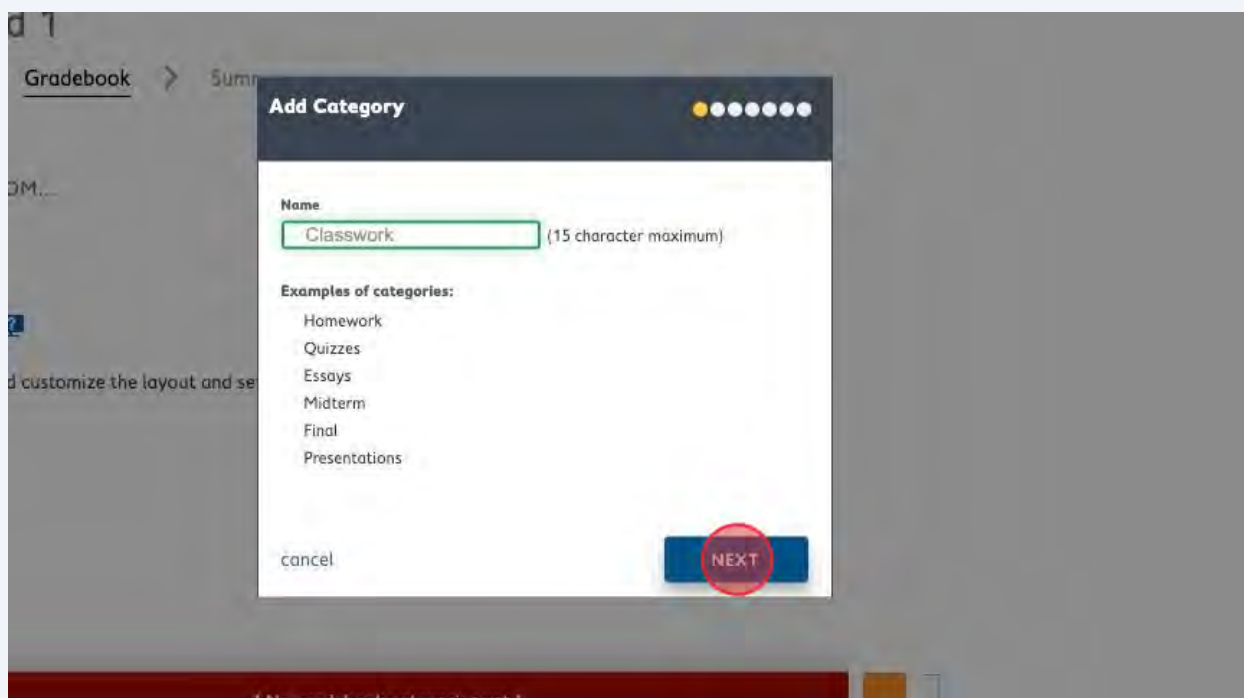 d 1
Gradebook > Sum
Add Category
OM....
Name
Classwork (15 character maximum)
Examples of categories:
Homework
?
Quizzes
Essays
d customize the layout and se
Midterm
Final
Presentations
cancel
NEXT